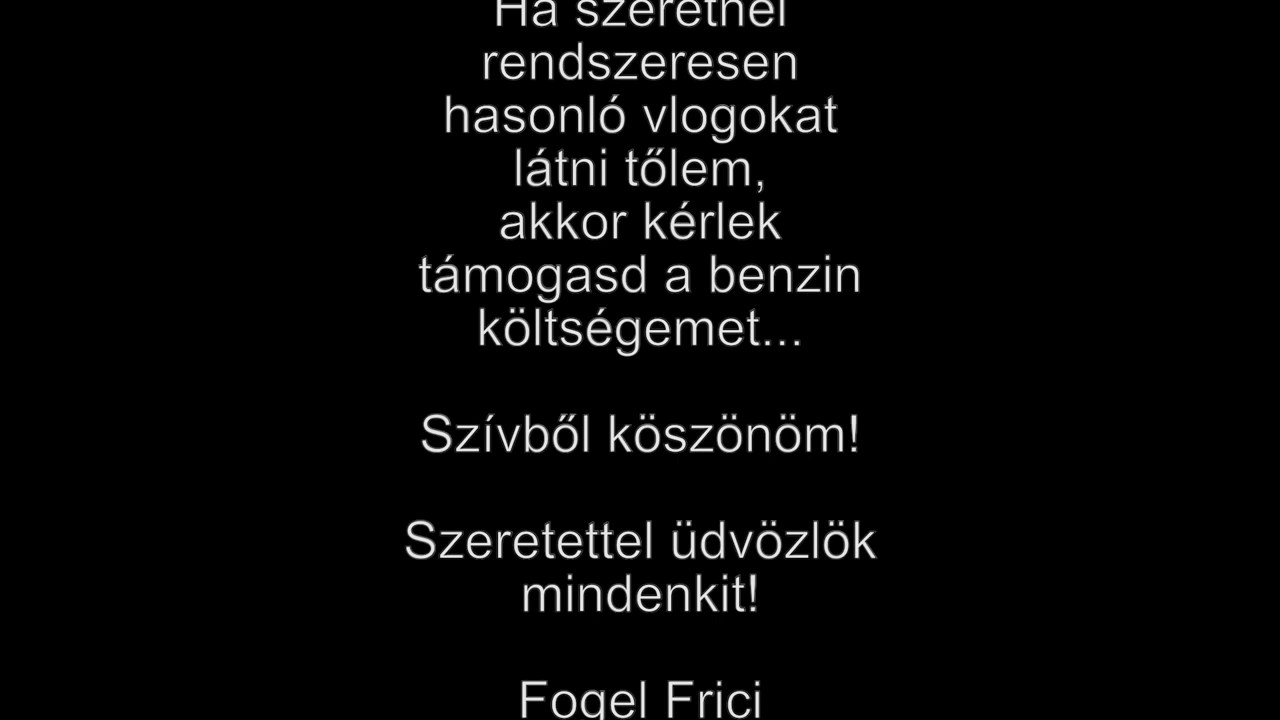 Ha szeretnél
rendszeresen
hasonló vlogokat
látni tőlem,
akkor kérlek
támogasd a benzin
költségemet...
Szívből köszönöm!
Szeretettel üdvözlök
mindenkit!
Fogel Frici